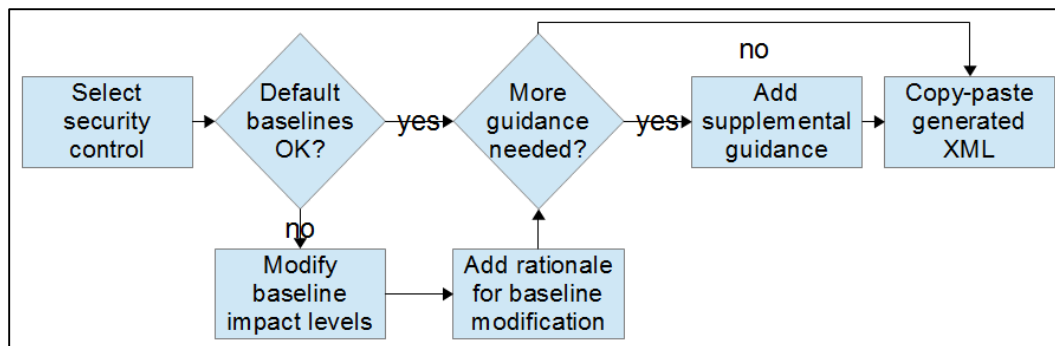 Select
security
control
Default
baselines
OK?
yes
no
Modify
baseline
impact levels
Add rationale
for baseline
modification
More
guidance
needed?
yes
no
Add
supplemental
guidance
Copy-paste
generated
XML